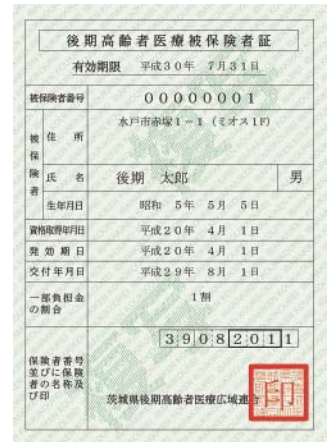 後期高齢者医療被保険者証
有効期限 平成30年 7月31日
被保険者番号 00000001
被保険者 住所 水戸市赤塚1-1 (ミオス1F)
氏名 後期 太郎 男
生年月日 昭和 5年 5月 5日
資格取得年月日 平成20年 4月 1日
発効期日 平成20年 4月 1日
交付年月日 平成29年 8月 1日
一部負担金の割合 1割
保険者番号並びに保険者の名称及び印 39082011
茨城県後期高齢者医療広域連合
印